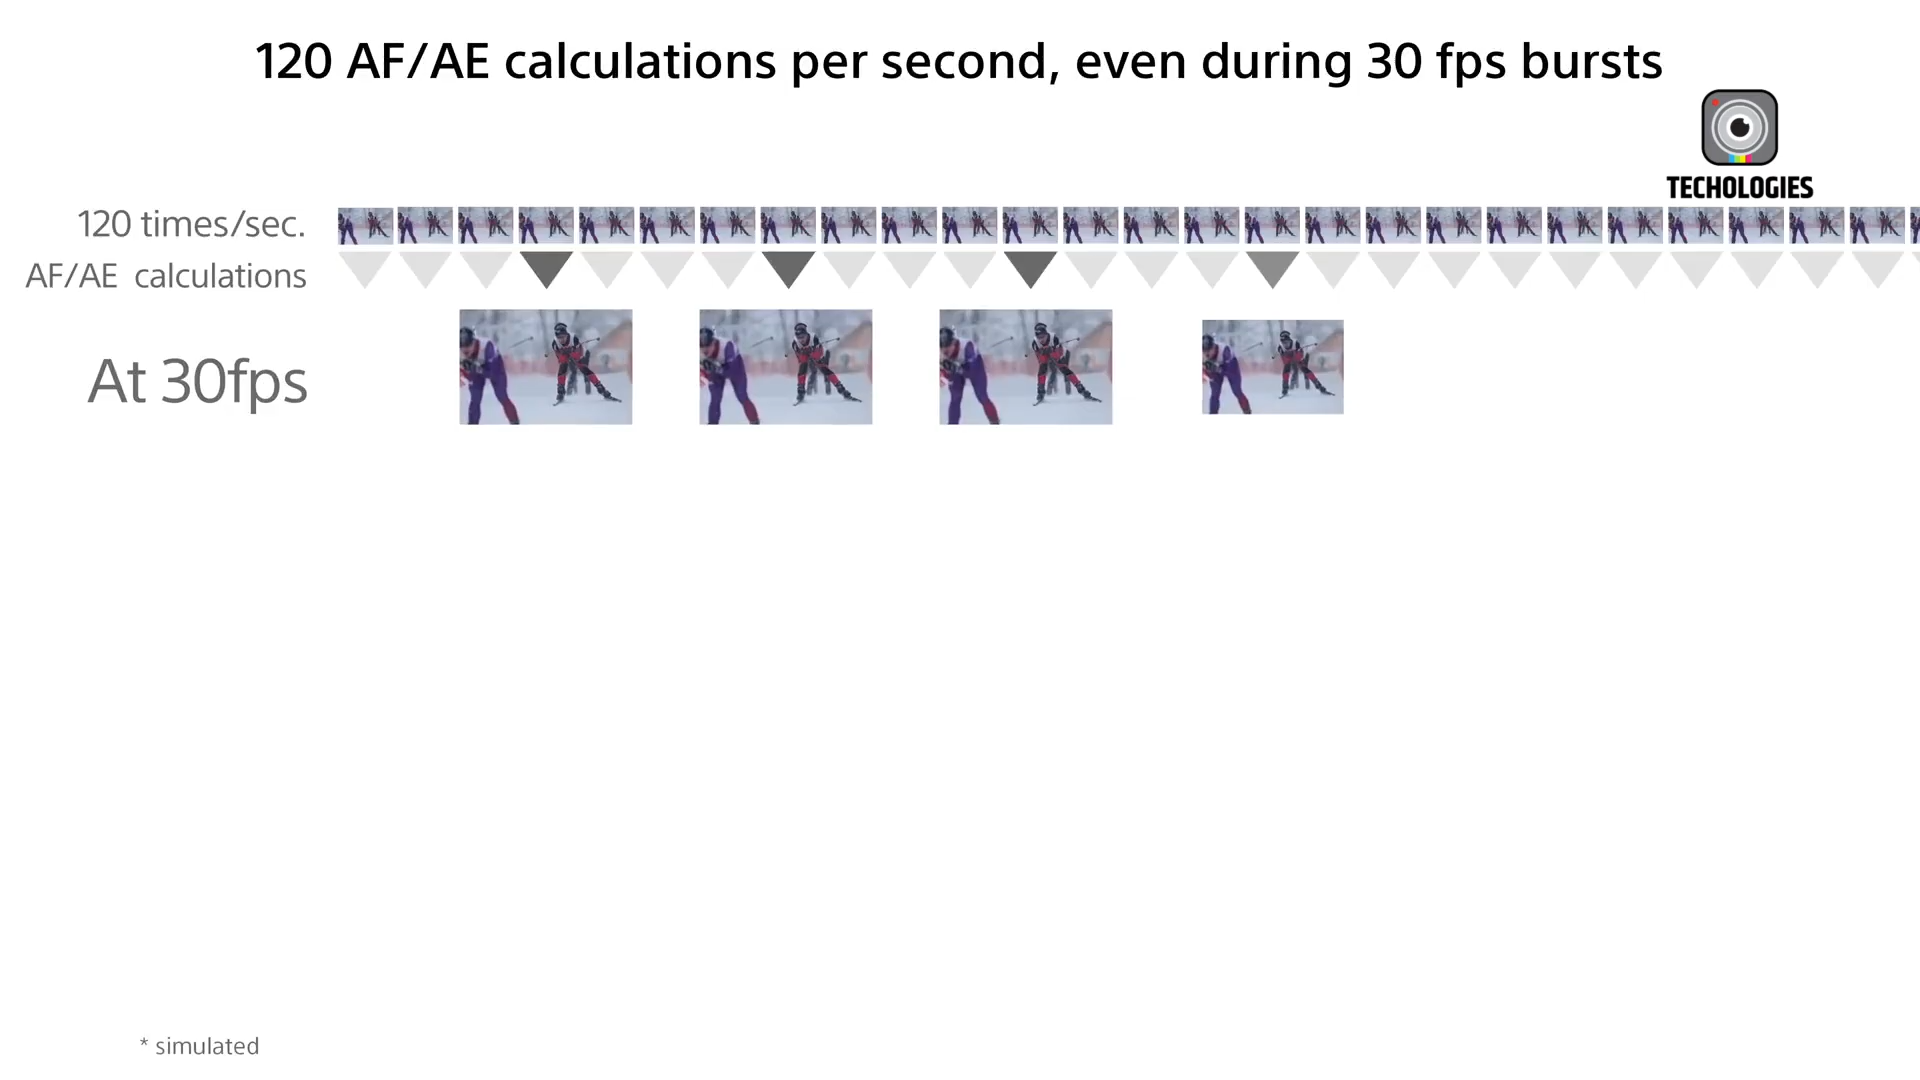 120 AF/AE calculations per second, even during 30 fps bursts
TECHOLOGIES
120 times/sec.
AF/AE calculations
At 30fps
* simulated